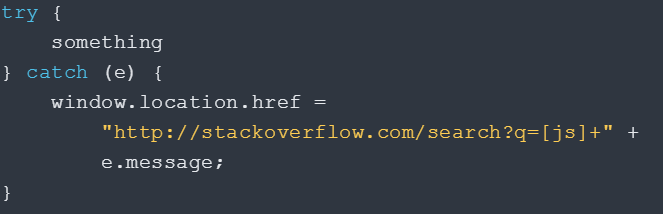 try {
    something
} catch (e) {
    window.location.href =
        "http://stackoverflow.com/search?q=[js]+" +
        e.message;
}